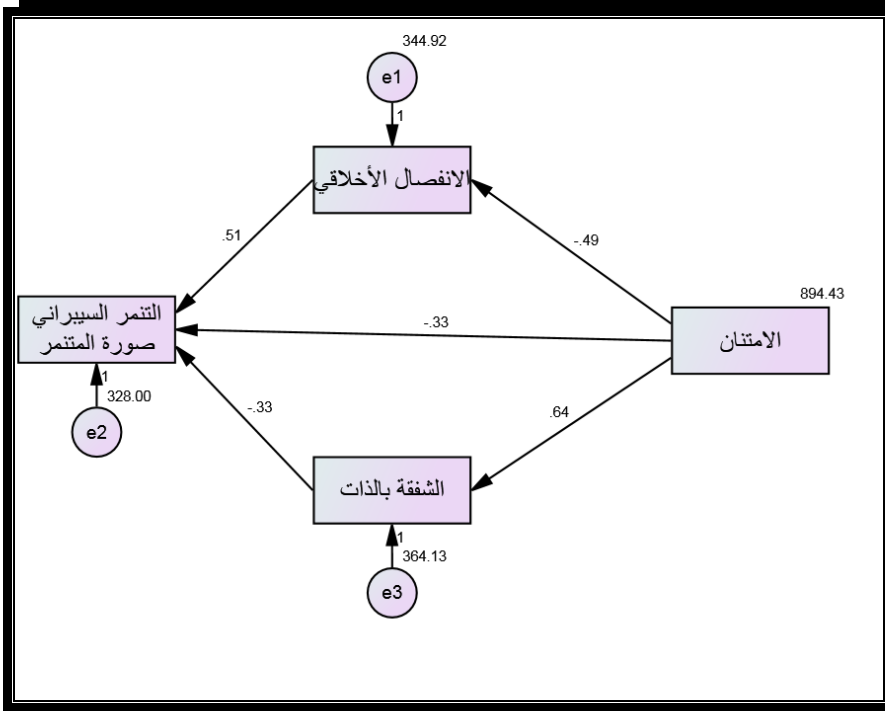 344.92
e1
1
الانفصال الأخلاقي
.51
-.49
894.43
التنمر السيبراني
صورة المتنمر
-.33
الامتنان
1
328.00
e2
-.33
.64
الشفقة بالذات
1
364.13
e3